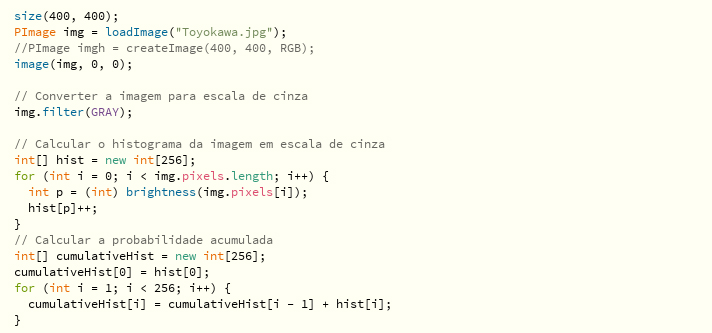 size(400, 400);
PImage img = loadImage("Toyokawa.jpg");
//PImage imgh = createImage(400, 400, RGB);
image(img, 0, 0);

// Converter a imagem para escala de cinza
img.filter(GRAY);

// Calcular o histograma da imagem em escala de cinza
int[] hist = new int[256];
for (int i = 0; i < img.pixels.length; i++) {
  int p = (int) brightness(img.pixels[i]);
  hist[p]++;
}
// Calcular a probabilidade acumulada
int[] cumulativeHist = new int[256];
cumulativeHist[0] = hist[0];
for (int i = 1; i < 256; i++) {
  cumulativeHist[i] = cumulativeHist[i - 1] + hist[i];
}